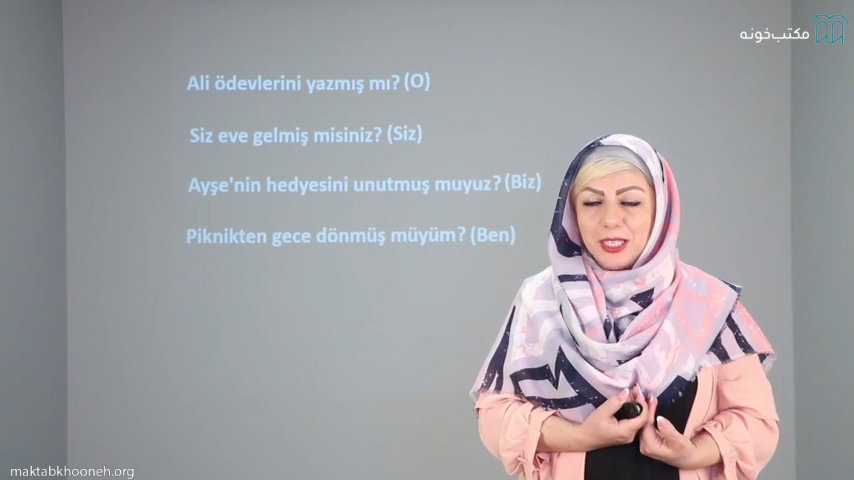 مکتب‌خونه
Ali ödevlerini yazmış mı? (O)
Siz eve gelmiş misiniz? (Siz)
Ayşe'nin hedyesini unutmuş muyuz? (Biz)
Piknikten gece dönmüş müyüm? (Ben)
maktabkhooneh.org